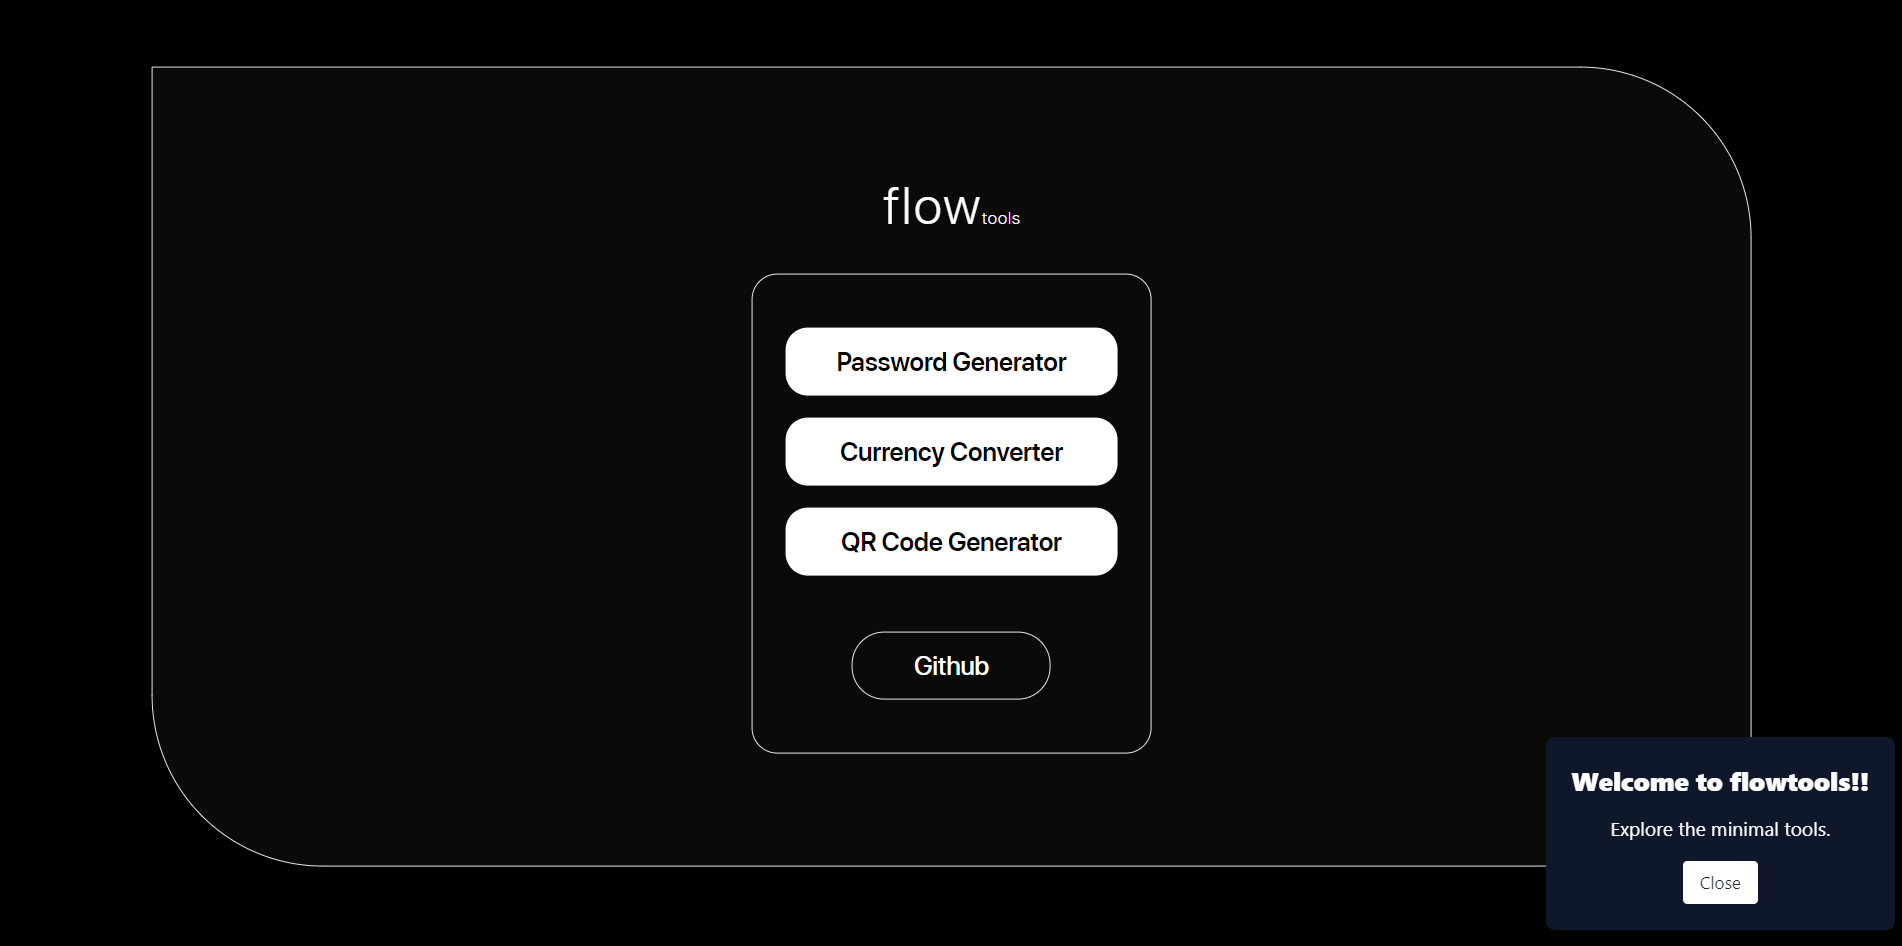 flowtools
Password Generator
Currency Converter
QR Code Generator
Github
Welcome to flowtools!!
Explore the minimal tools.
Close